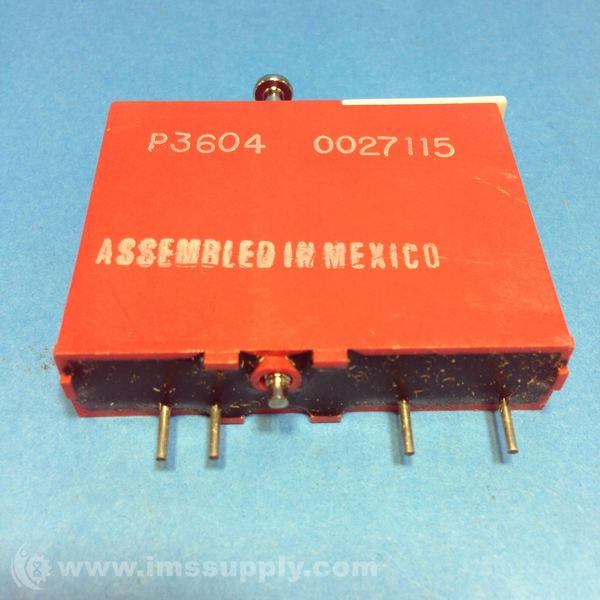 P3604 0027115
ASSEMBLED IN MEXICO
www.imssupply.com